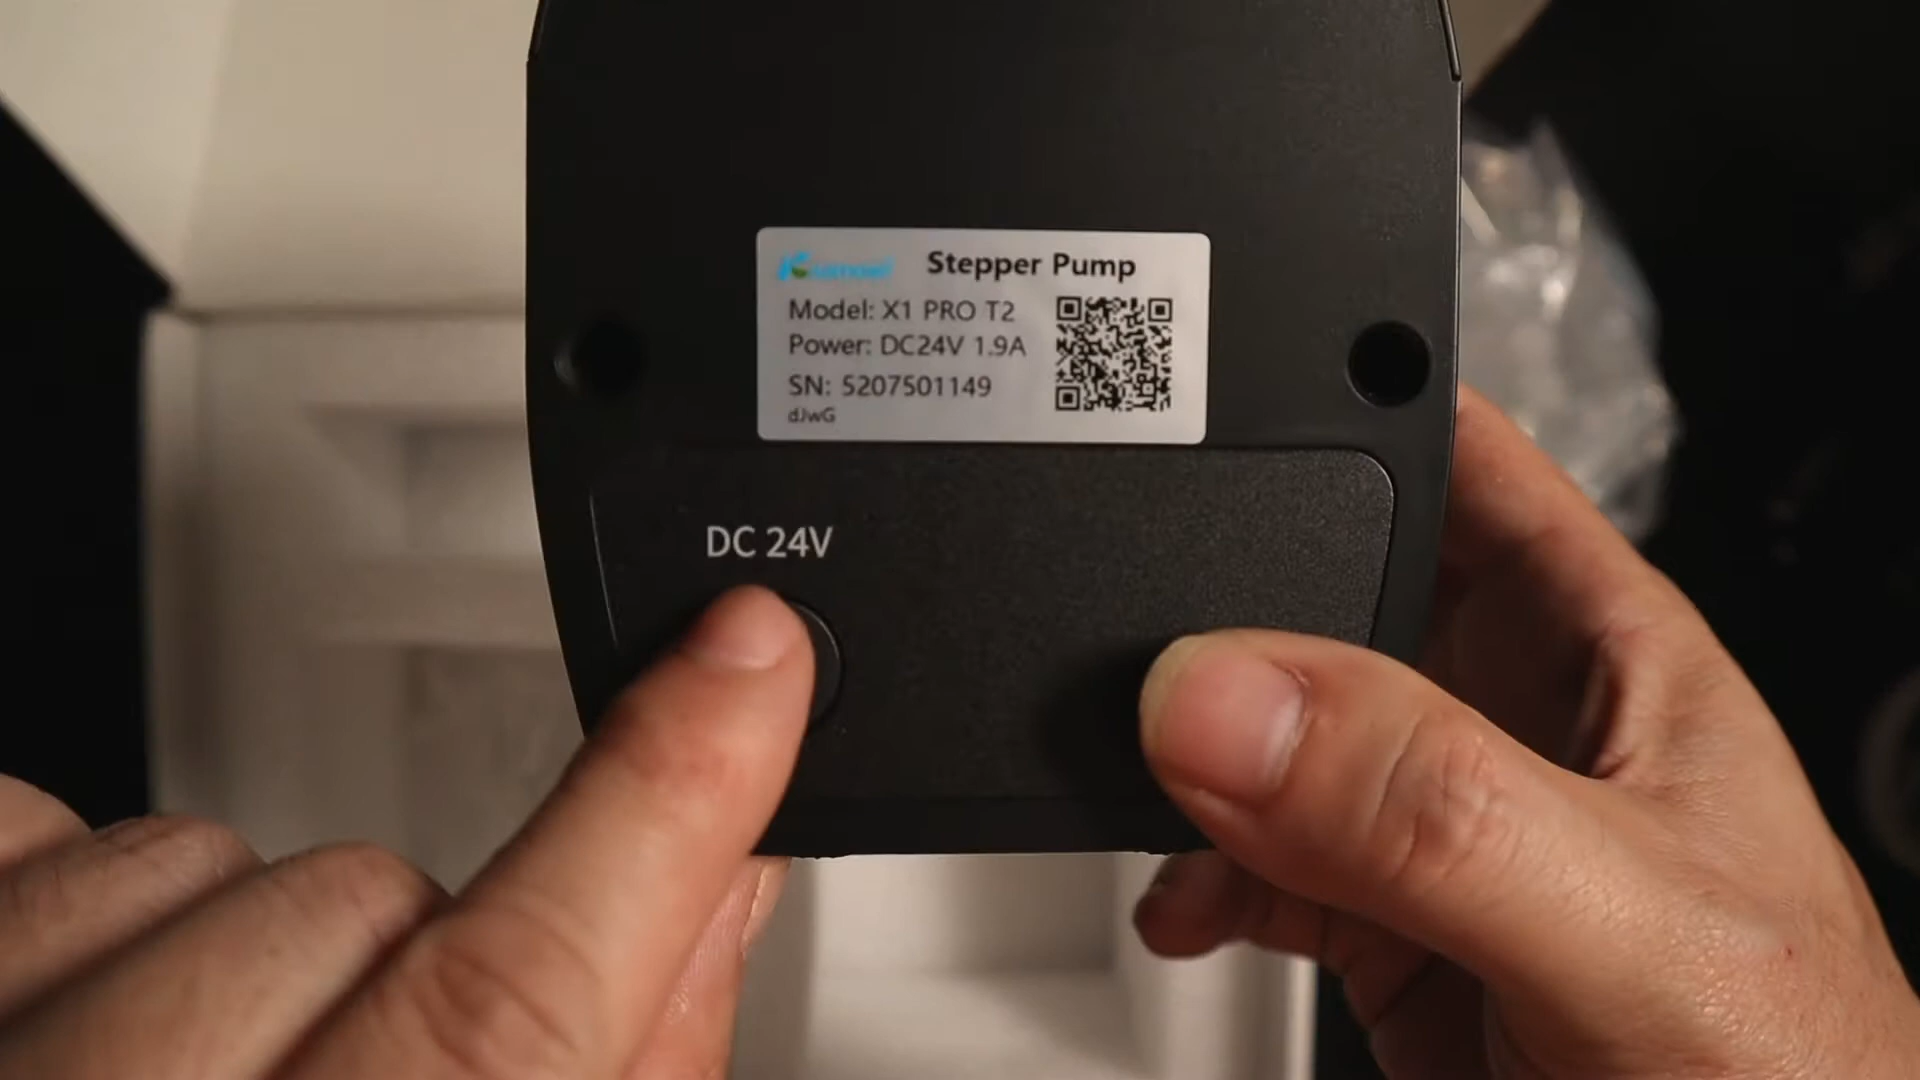 Stepper Pump
Model: X1 PRO T2
Power: DC24V 1.9A
SN: 5207501149
dJwG
DC 24V